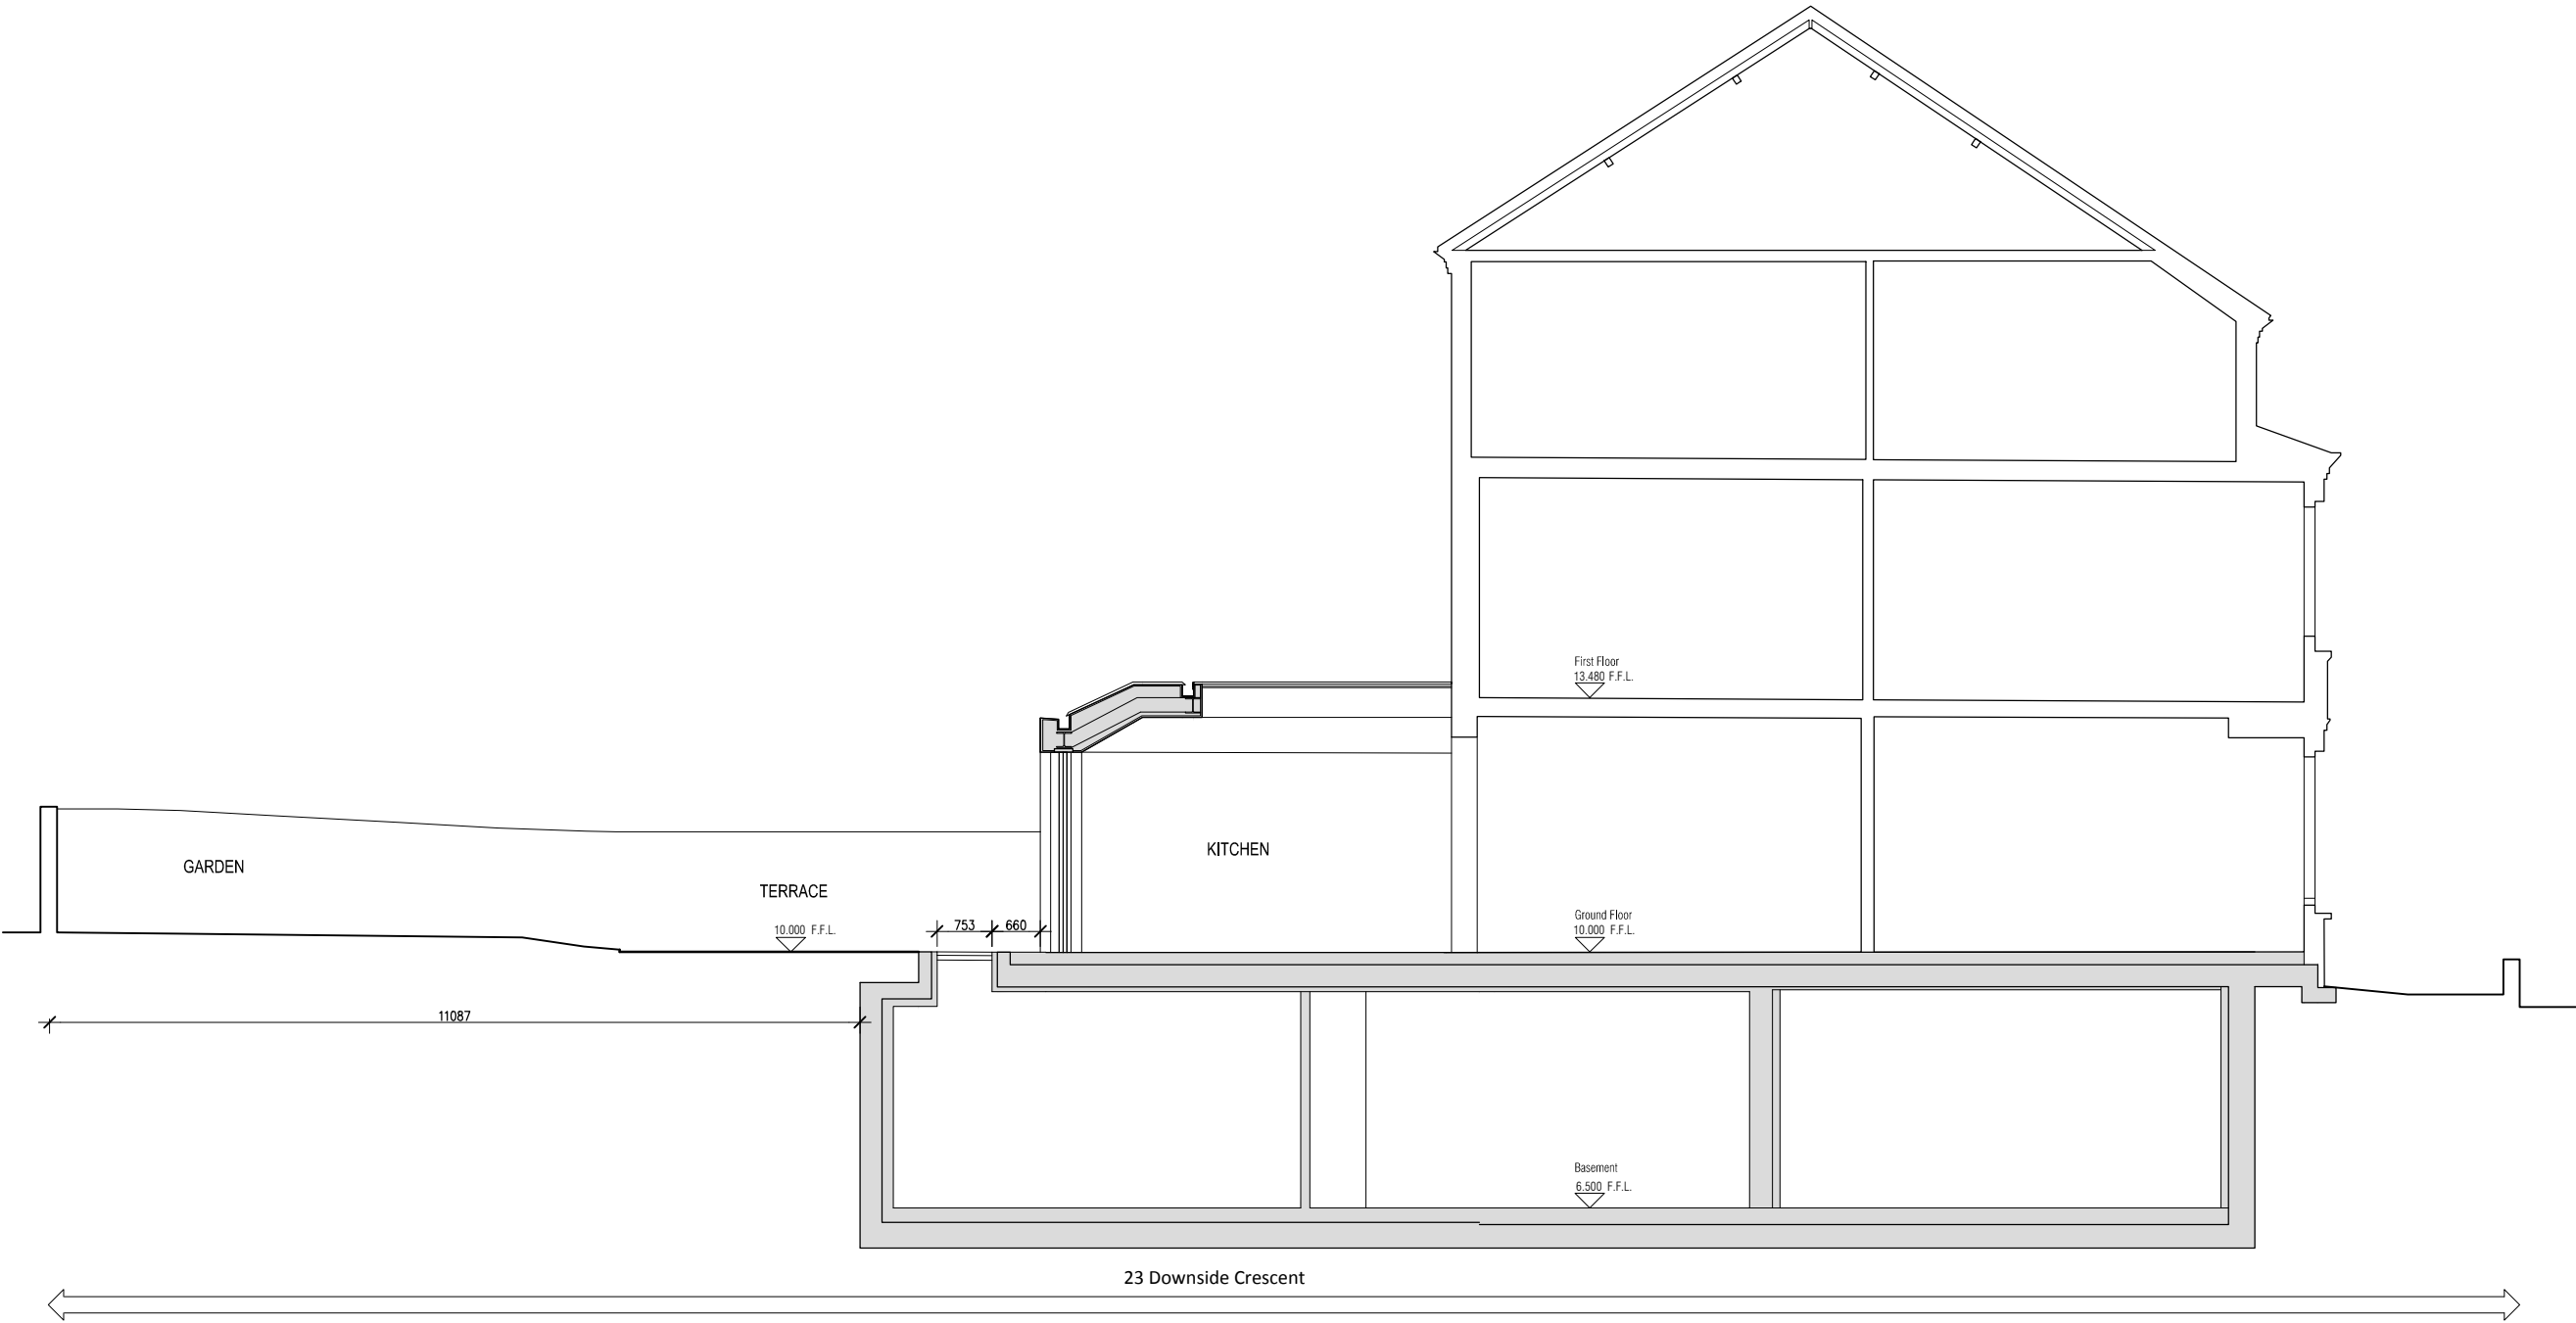 First Floor
13.480 F.F.L.
KITCHEN
GARDEN
TERRACE
10.000 F.F.L.
753
660
Ground Floor
10.000 F.F.L.
11087
Basement
6.500 F.F.L.
23 Downside Crescent